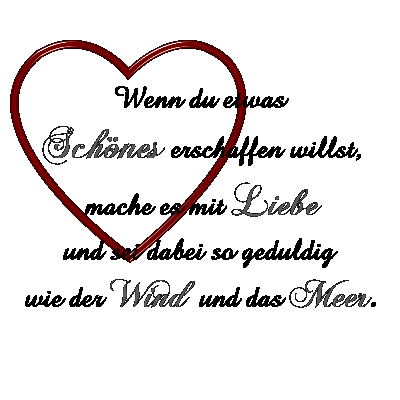 Wenn du etwas
Schönes erschaffen willst,
mache es mit Liebe
und sei dabei so geduldig
wie der Wind und das Meer.